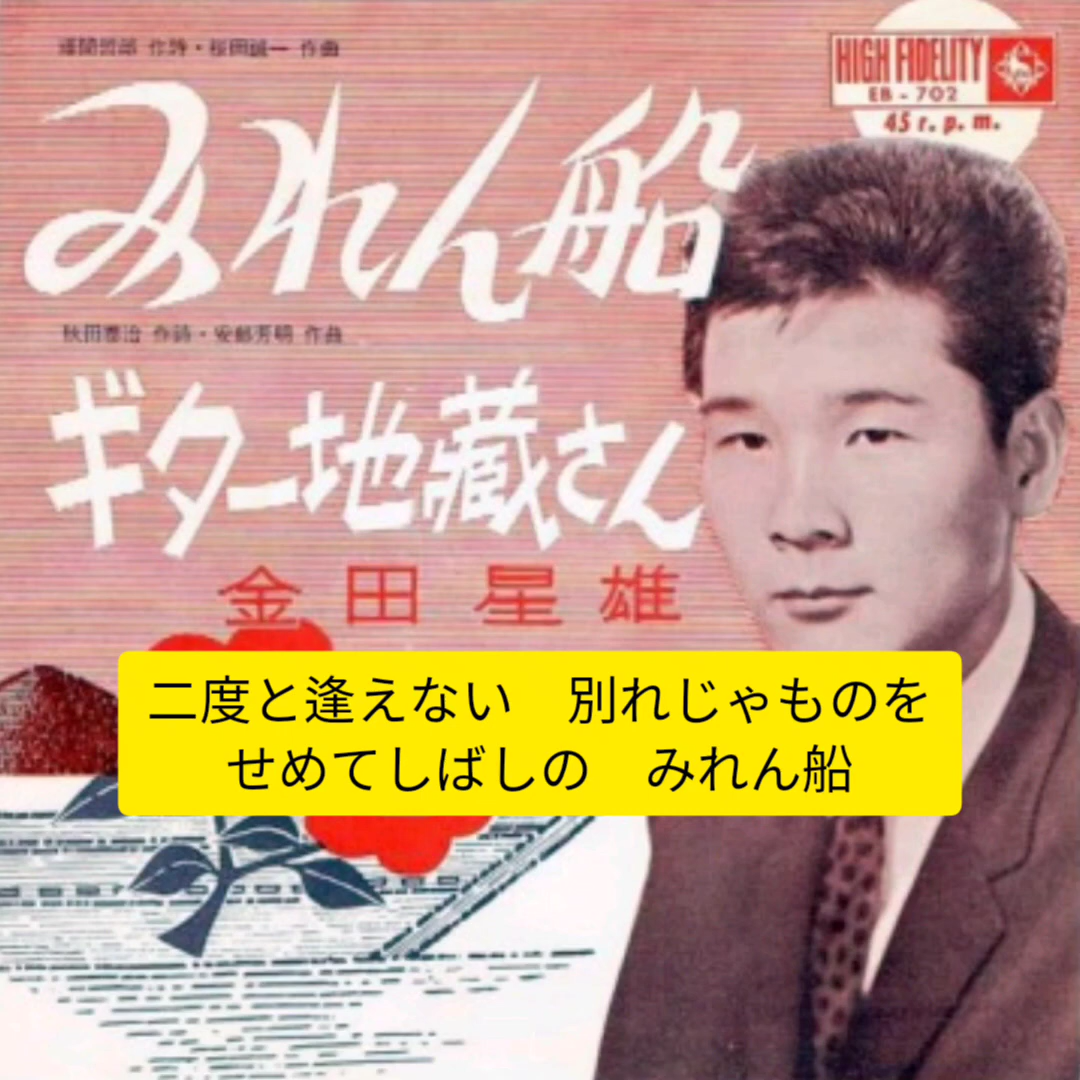 作詩・桜田誠一 作曲
HIGH FIDELITY
EB-702
45 r.p.m.
みれん船
秋田泰治 作詩・安部芳明 作曲
ギター地蔵さん
金田星雄
二度と逢えない　別れじゃものを
せめてしばしの　みれん船